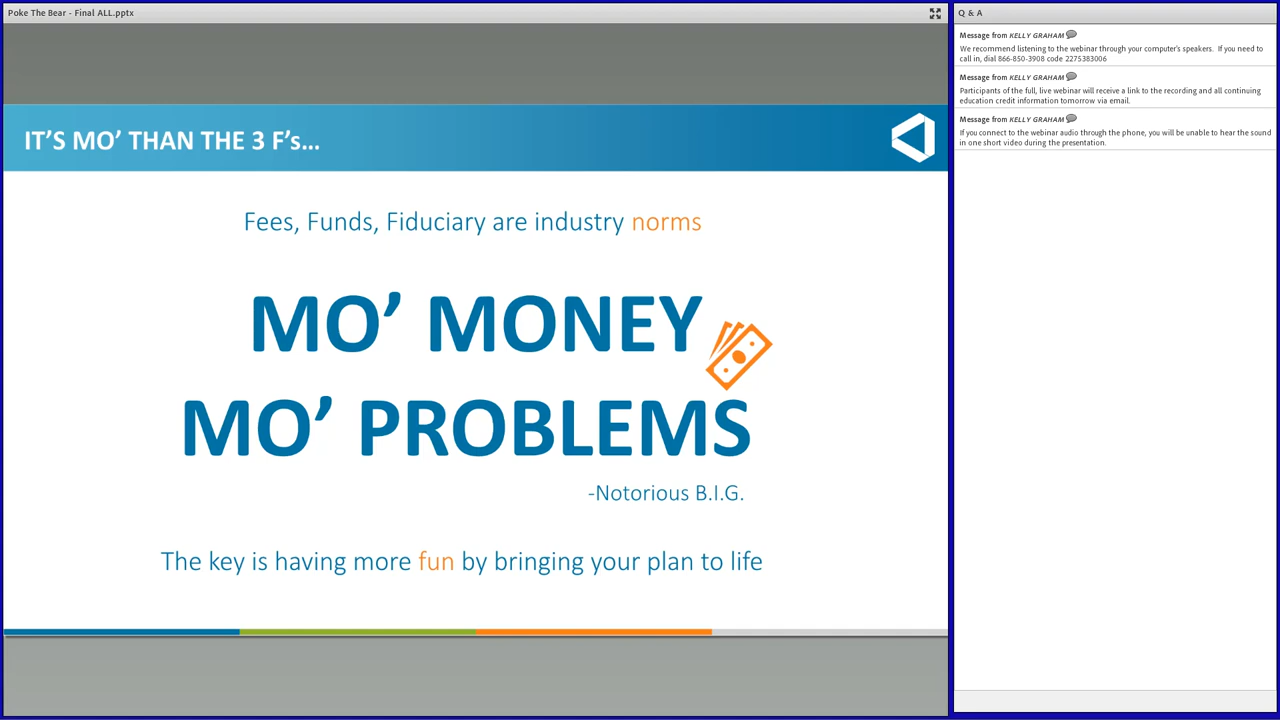 Poke The Bear - Final ALL.pptx
IT’S MO’ THAN THE 3 F’s…
Fees, Funds, Fiduciary are industry norms
MO’ MONEY
MO’ PROBLEMS
-Notorious B.I.G.
The key is having more fun by bringing your plan to life
Q & A
Message from KELLY GRAHAM
We recommend listening to the webinar through your computer's speakers.  If you need to
call in, dial 866-850-3908 code 2275383006
Message from KELLY GRAHAM
Participants of the full, live webinar will receive a link to the recording and all continuing
education credit information tomorrow via email.
Message from KELLY GRAHAM
If you connect to the webinar audio through the phone, you will be unable to hear the sound
in one short video during the presentation.